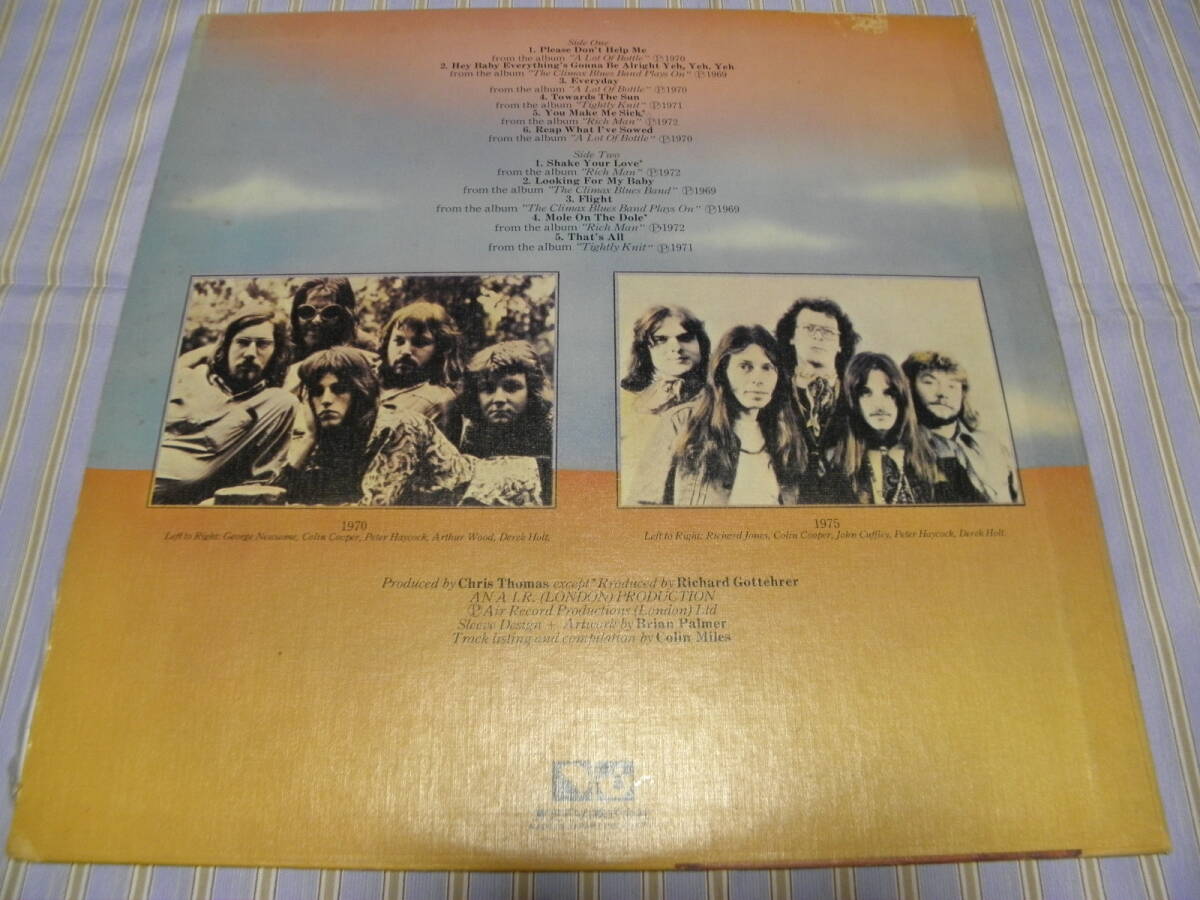 Side One
1. Please Don't Help Me
from the album "A Lot Of Bottle" ℗1970
2. Hey Baby Everything's Gonna Be Alright Yeh, Yeh, Yeh
from the album "The Climax Blues Band Plays On" ℗1969
3. Everyday
from the album "A Lot Of Bottle" ℗1970
4. Towards The Sun
from the album "Tightly Knit" ℗1971
5. You Make Me Sick*
from the album "Rich Man" ℗1972
6. Reap What I've Sowed
from the album "A Lot Of Bottle" ℗1970
Side Two
1. Shake Your Love*
from the album "Rich Man" ℗1972
2. Looking For My Baby
from the album "The Climax Blues Band" ℗1969
3. Flight
from the album "The Climax Blues Band Plays On" ℗1969
4. Mole On The Dole*
from the album "Rich Man" ℗1972
5. That's All
from the album "Tightly Knit" ℗1971
1970
Left to Right: George Newsome, Colin Cooper, Peter Haycock, Arthur Wood, Derek Holt.
1975
Left to Right: Richard Jones, Colin Cooper, John Cuffley, Peter Haycock, Derek Holt.
Produced by Chris Thomas except* Produced by Richard Gottehrer
AN A.I.R. (LONDON) PRODUCTION
℗ Air Record Productions (London) Ltd
Sleeve Design + Artwork by Brian Palmer
Track listing and compilation by Colin Miles